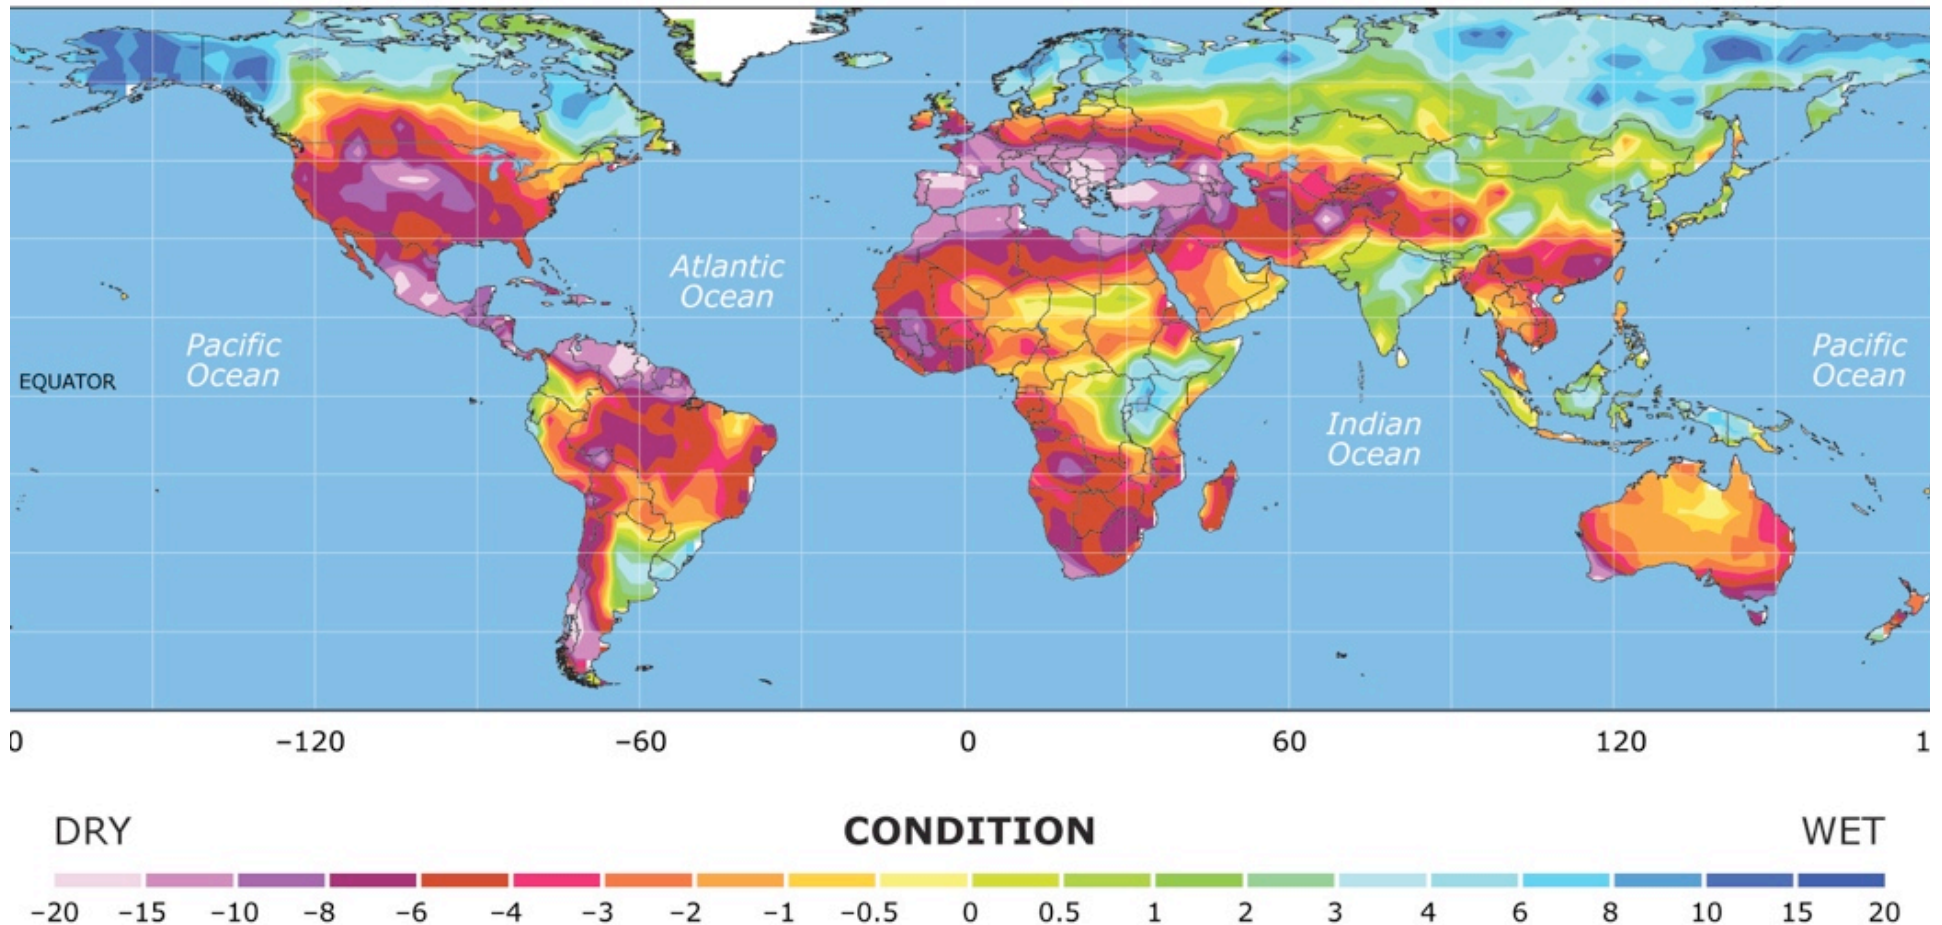 Atlantic
Ocean
Pacific
Ocean
Pacific
Ocean
EQUATOR
Indian
Ocean
0 –120 –60 0 60 120 1
DRY CONDITION WET
–20 –15 –10 –8 –6 –4 –3 –2 –1 –0.5 0 0.5 1 2 3 4 6 8 10 15 20